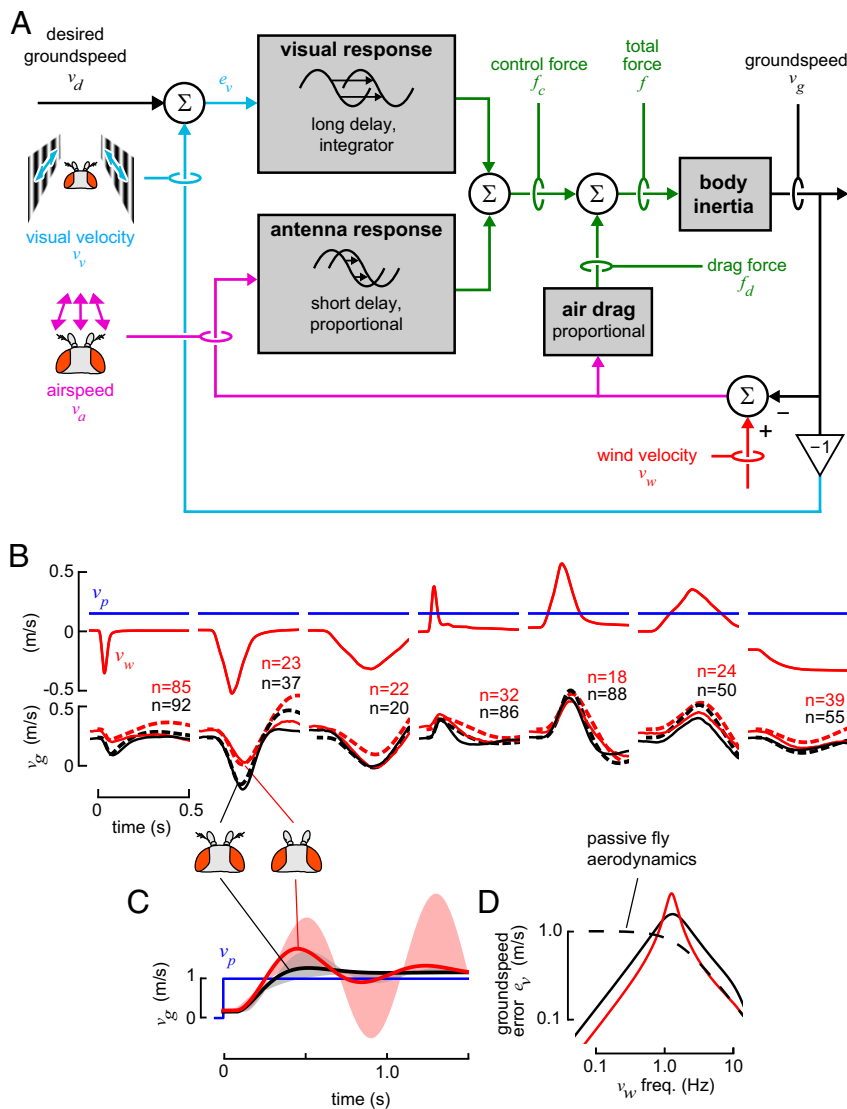 A
desired
groundspeed
v_d
e_v
visual response
long delay,
integrator
control force
f_c
total
force
f
groundspeed
v_g
Σ
Σ
Σ
body
inertia
visual velocity
v_v
antenna response
short delay,
proportional
drag force
f_d
air drag
proportional
airspeed
v_a
Σ
−
+
wind velocity
v_w
−1
B
v_p
v_w
0.5
0
-0.5
(m/s)
n=85
n=92
n=23
n=37
n=22
n=20
n=32
n=86
n=18
n=88
n=24
n=50
n=39
n=55
0.5
0
v_g (m/s)
0
0.5
time (s)
C
v_p
1
0
v_g (m/s)
0
1.0
time (s)
D
passive fly
aerodynamics
1.0
0.1
groundspeed
error e_v (m/s)
0.1
1.0
10
v_w freq. (Hz)